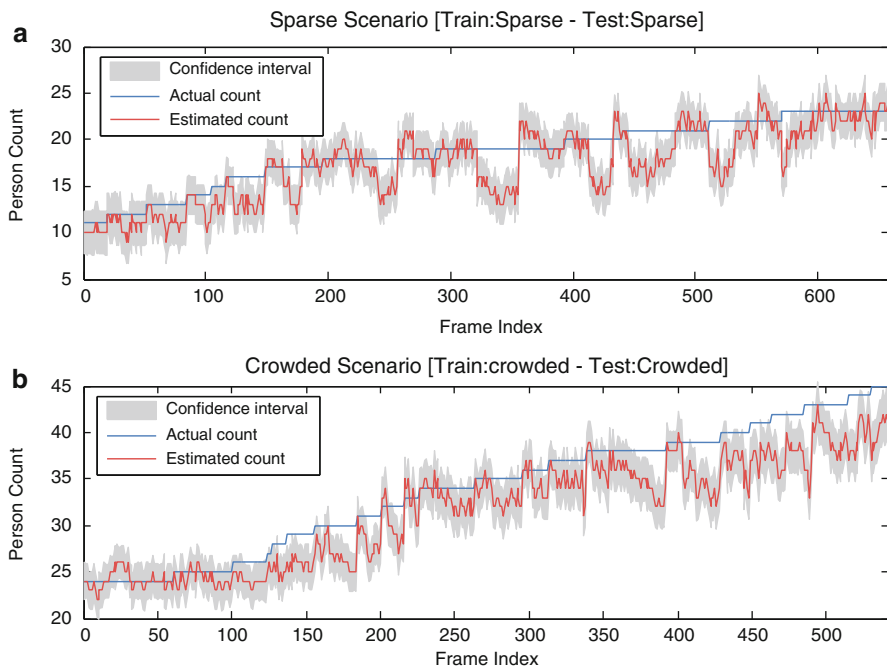 a
Sparse Scenario [Train:Sparse - Test:Sparse]
30
25
20
15
10
5
Person Count
Confidence interval
Actual count
Estimated count
0 100 200 300 400 500 600
Frame Index
b
Crowded Scenario [Train:crowded - Test:Crowded]
45
40
35
30
25
20
Person Count
Confidence interval
Actual count
Estimated count
0 50 100 150 200 250 300 350 400 450 500
Frame Index